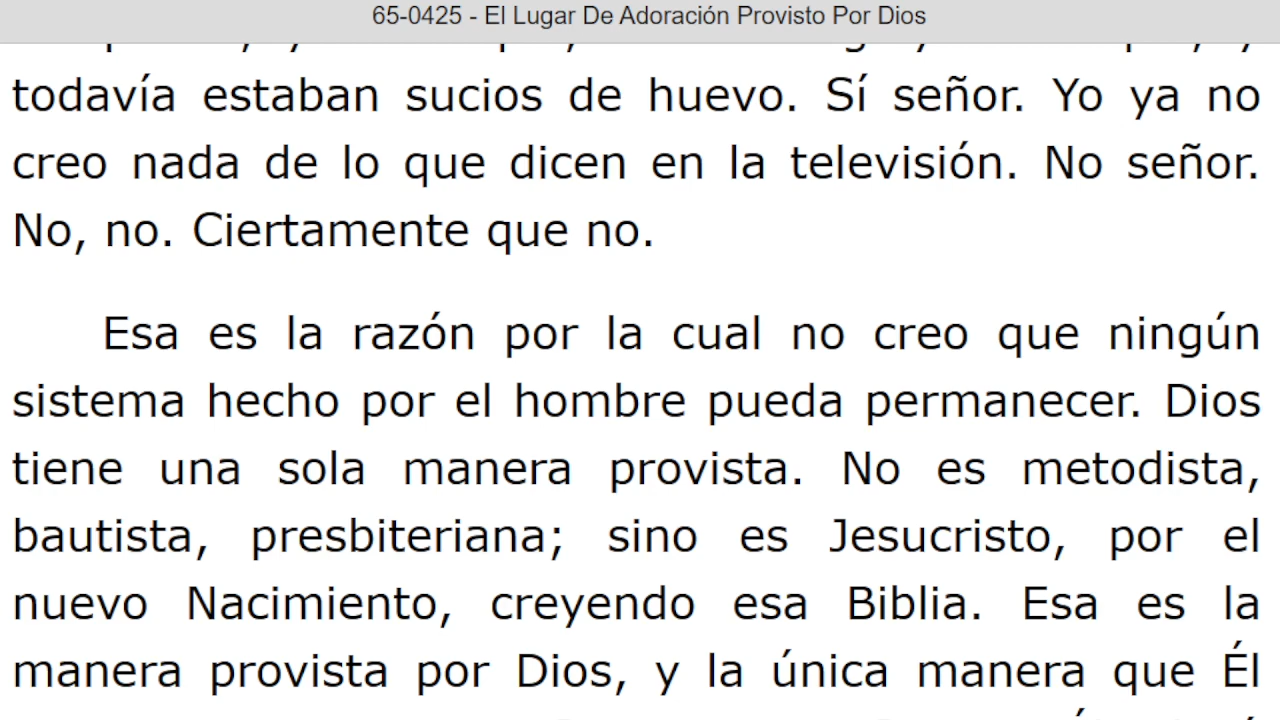 65-0425 - El Lugar De Adoración Provisto Por Dios
todavía estaban sucios de huevo. Sí señor. Yo ya no
creo nada de lo que dicen en la televisión. No señor.
No, no. Ciertamente que no.
Esa es la razón por la cual no creo que ningún
sistema hecho por el hombre pueda permanecer. Dios
tiene una sola manera provista. No es metodista,
bautista, presbiteriana; sino es Jesucristo, por el
nuevo Nacimiento, creyendo esa Biblia. Esa es la
manera provista por Dios, y la única manera que Él